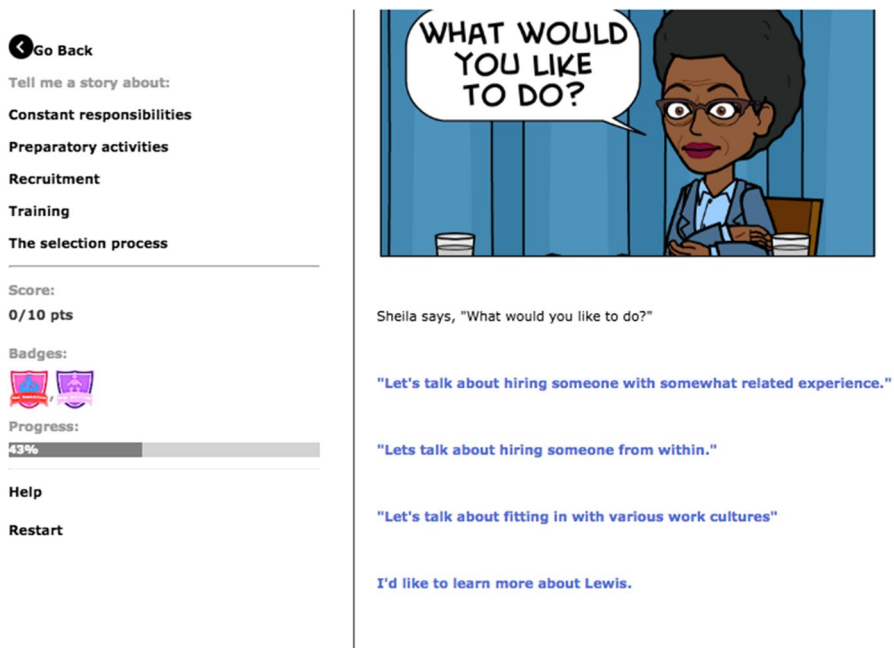 Go Back
Tell me a story about:
Constant responsibilities
Preparatory activities
Recruitment
Training
The selection process
Score:
0/10 pts
Badges:
,
Progress:
43%
Help
Restart
WHAT WOULD
YOU LIKE
TO DO?
Sheila says, "What would you like to do?"
"Let's talk about hiring someone with somewhat related experience."
"Lets talk about hiring someone from within."
"Let's talk about fitting in with various work cultures"
I'd like to learn more about Lewis.